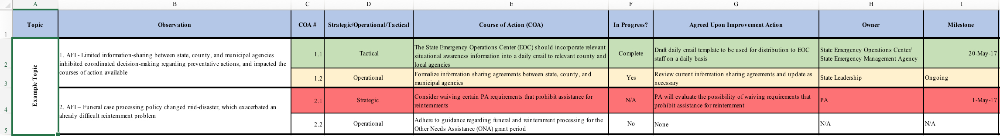 A B C D E F G H I
1 Topic Observation COA # Strategic/Operational/Tactical Course of Action (COA) In Progress? Agreed Upon Improvement Action Owner Milestone
Example Topic
2
1. AFI - Limited information-sharing between state, county, and municipal agencies
inhibited coordinated decision-making regarding preventative actions, and impacted the
courses of action available
1.1
Tactical
The State Emergency Operations Center (EOC) should incorporate relevant
situational awareness information into a daily email to relevant county and
local agencies
Complete
Draft daily email template to be used for distribution to EOC
staff on a daily basis
State Emergency Operations Center/
State Emergency Management Agency
20-May-17
3
1.2
Operational
Formalize information sharing agreements between state, county, and
municipal agencies
Yes
Review current information sharing agreements and update as
necessary
State Leadership
Ongoing
4
2. AFI – Funeral case processing policy changed mid-disaster, which exacerbated an
already difficult reinternment problem
2.1
Strategic
Consider waiving certain PA requirements that prohibit assistance for
reinternments
N/A
PA will evaluate the possibility of waiving requirements that
prohibit assistance for reinternment
PA
1-May-17
5
2.2
Operational
Adhere to guidance regarding funeral and reinternment processing for the
Other Needs Assistance (ONA) grant period
No
None
N/A
N/A